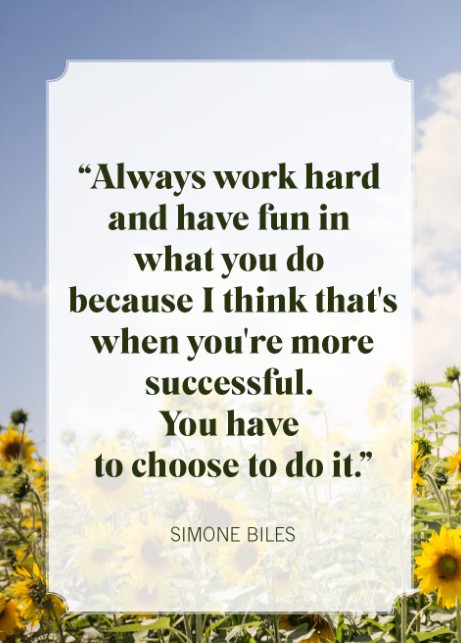 “Always work hard
and have fun in
what you do
because I think that's
when you're more
successful.
You have
to choose to do it.”
SIMONE BILES